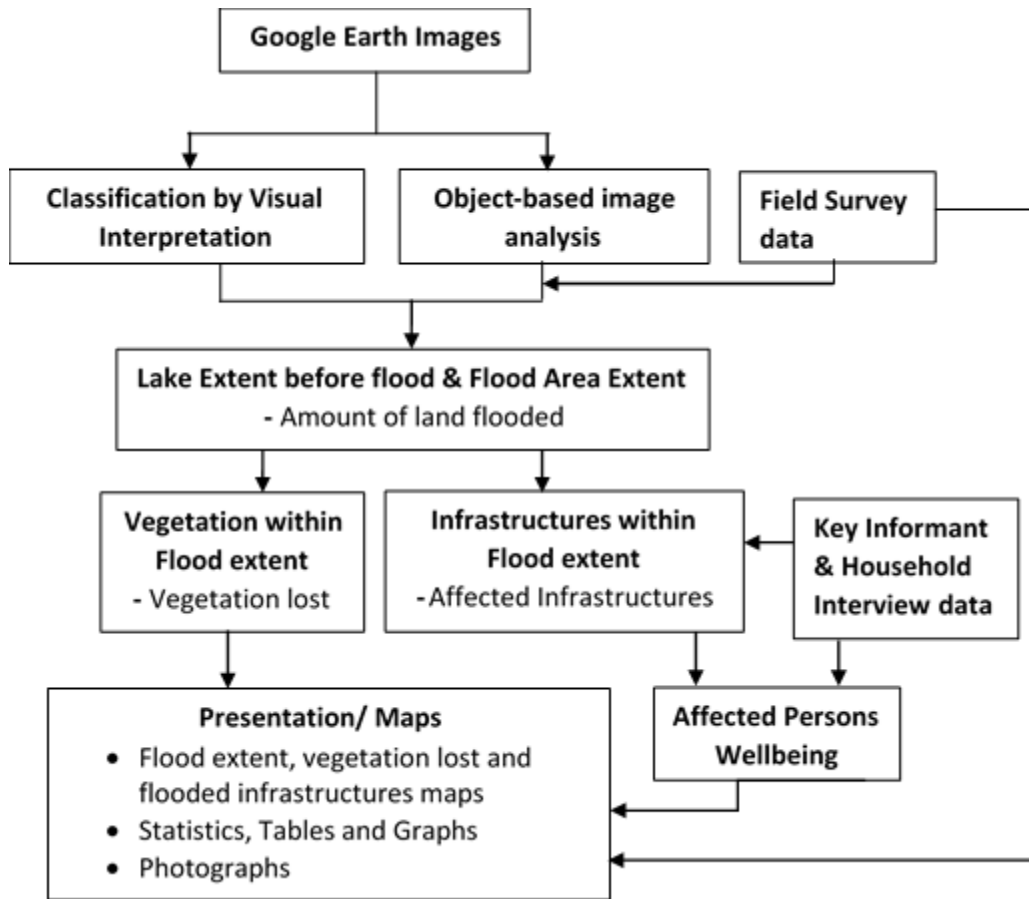 Google Earth Images
Classification by Visual
Interpretation
Object-based image
analysis
Field Survey
data
Lake Extent before flood & Flood Area Extent
- Amount of land flooded
Vegetation within
Flood extent
- Vegetation lost
Infrastructures within
Flood extent
-Affected Infrastructures
Key Informant
& Household
Interview data
Presentation/ Maps
• Flood extent, vegetation lost and
flooded infrastructures maps
• Statistics, Tables and Graphs
• Photographs
Affected Persons
Wellbeing